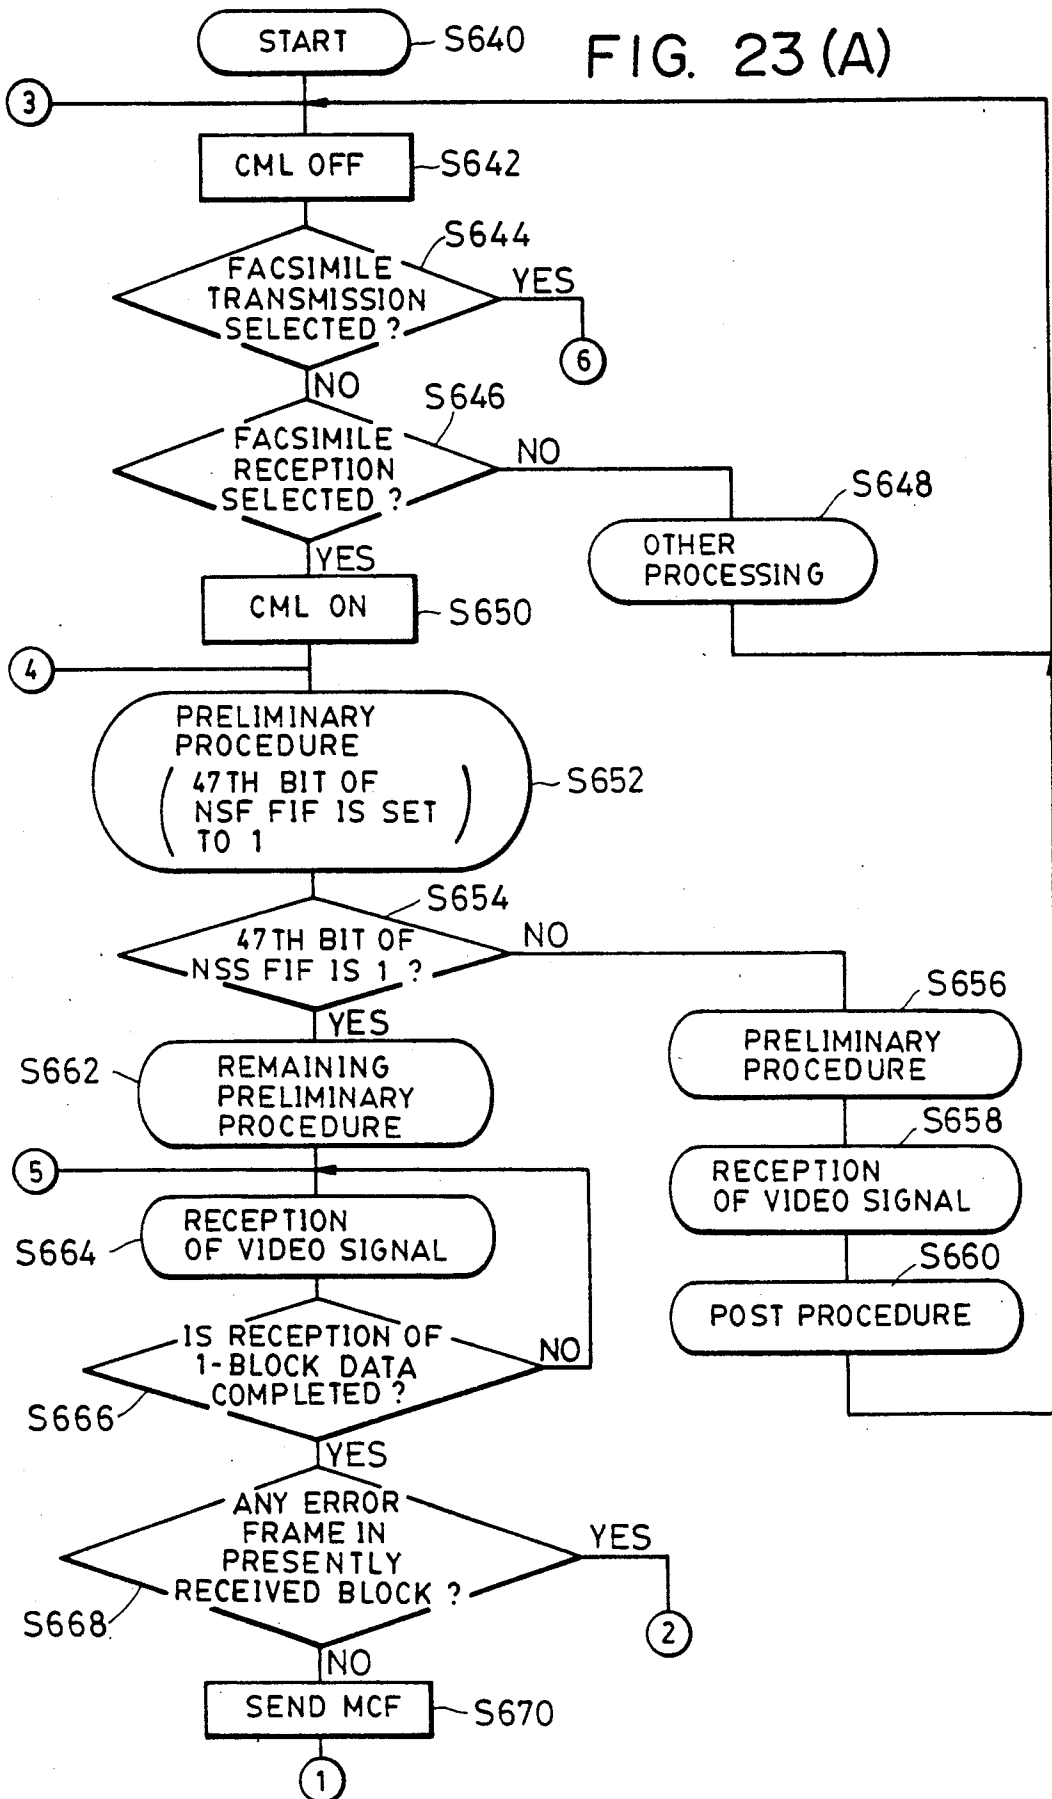 START
S640
FIG. 23 (A)
3
CML OFF
S642
S644
FACSIMILE
TRANSMISSION
SELECTED ?
YES
6
NO
S646
FACSIMILE
RECEPTION
SELECTED ?
NO
S648
OTHER
PROCESSING
YES
CML ON
S650
4
PRELIMINARY
PROCEDURE
( 47TH BIT OF
NSF FIF IS SET
TO 1 )
S652
S654
47TH BIT OF
NSS FIF IS 1 ?
NO
S656
YES
PRELIMINARY
PROCEDURE
S662
REMAINING
PRELIMINARY
PROCEDURE
S658
5
RECEPTION
OF VIDEO SIGNAL
RECEPTION
OF VIDEO SIGNAL
S664
S660
POST PROCEDURE
IS RECEPTION OF
1-BLOCK DATA
COMPLETED ?
NO
S666
YES
ANY ERROR
FRAME IN
PRESENTLY
RECEIVED BLOCK ?
YES
S668
2
NO
SEND MCF
S670
1